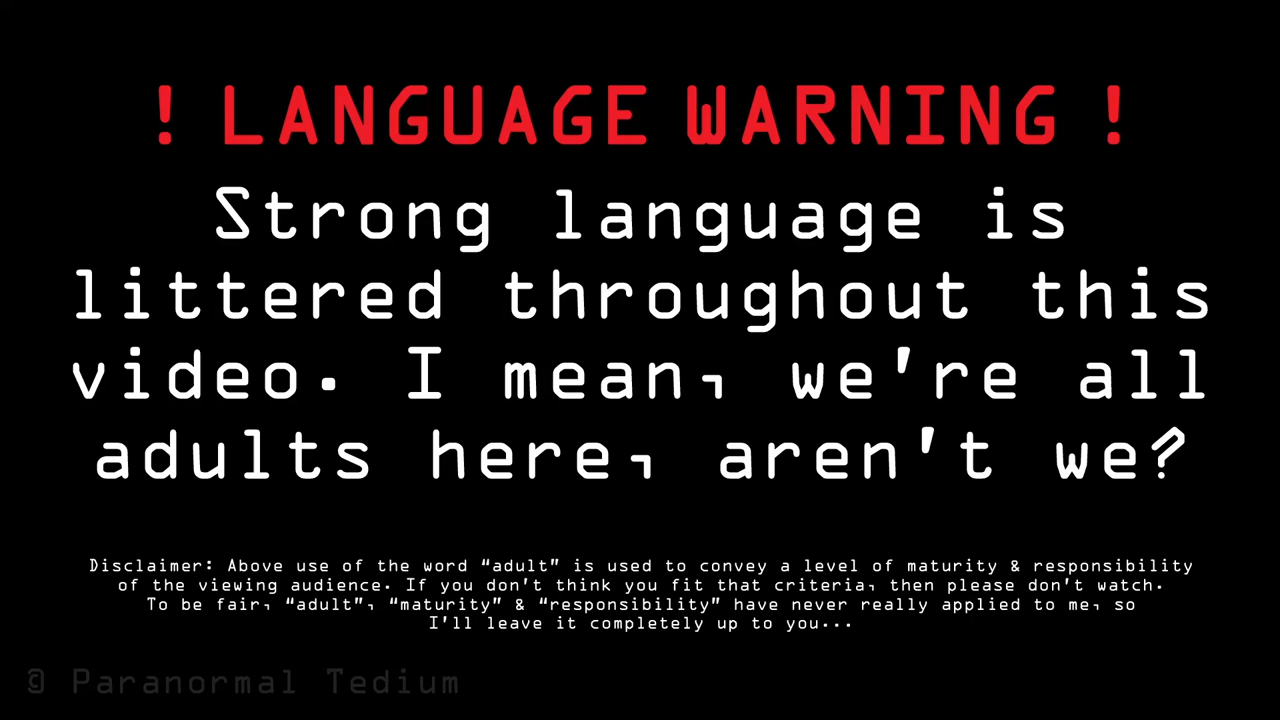 ! LANGUAGE WARNING !
Strong language is
littered throughout this
video. I mean, we're all
adults here, aren't we?
Disclaimer: Above use of the word “adult” is used to convey a level of maturity & responsibility
of the viewing audience. If you don't think you fit that criteria, then please don't watch.
To be fair, “adult”, “maturity” & “responsibility” have never really applied to me, so
I'll leave it completely up to you...
© Paranormal Tedium